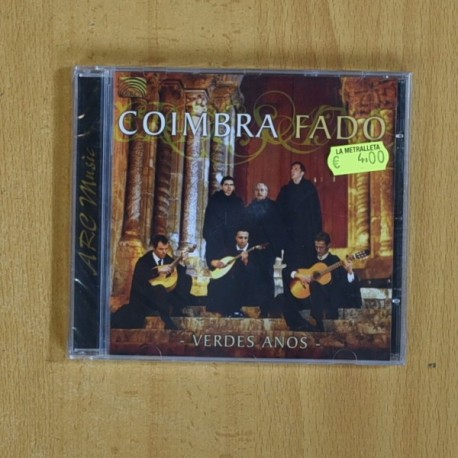 COIMBRA FADO
LA METRALLETA
€ 4,00
ARC Music
- VERDES ANOS -